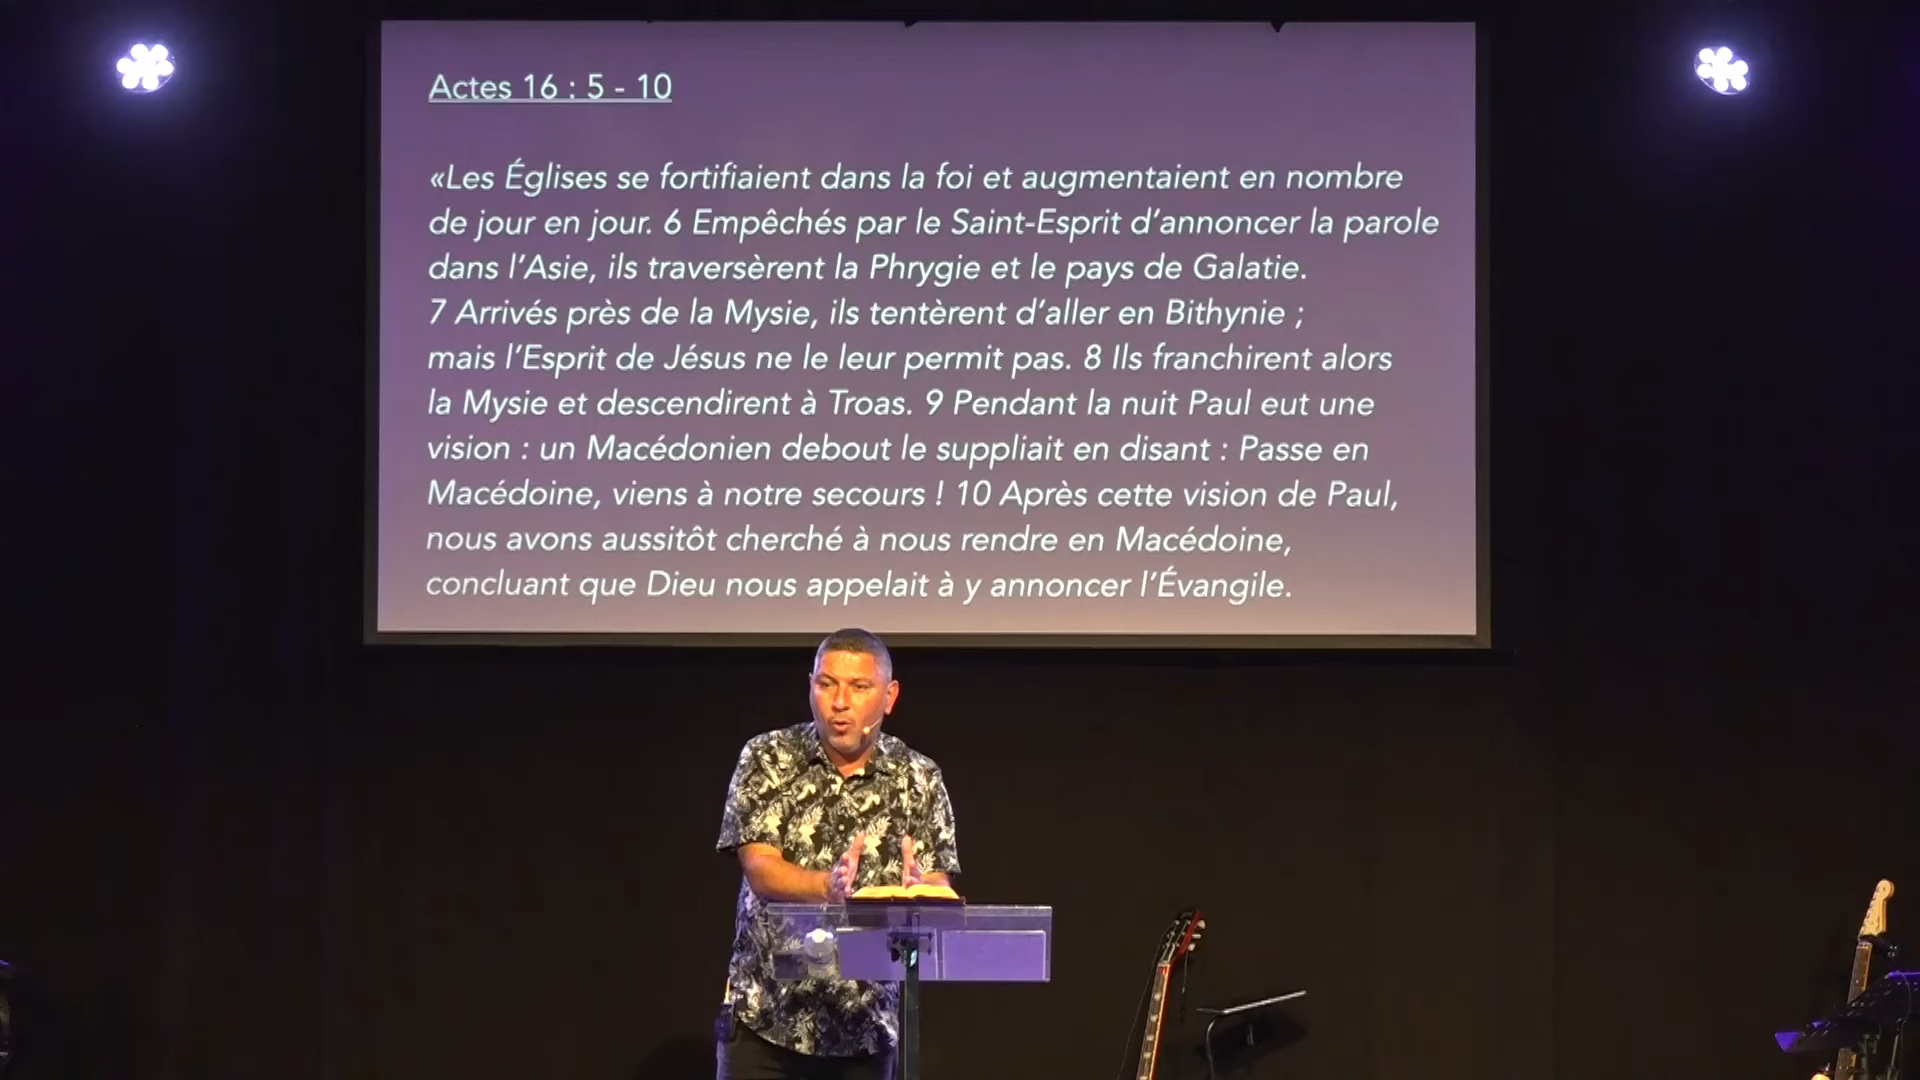 Actes 16 : 5 - 10
«Les Églises se fortifiaient dans la foi et augmentaient en nombre
de jour en jour. 6 Empêchés par le Saint-Esprit d’annoncer la parole
dans l’Asie, ils traversèrent la Phrygie et le pays de Galatie.
7 Arrivés près de la Mysie, ils tentèrent d’aller en Bithynie ;
mais l’Esprit de Jésus ne le leur permit pas. 8 Ils franchirent alors
la Mysie et descendirent à Troas. 9 Pendant la nuit Paul eut une
vision : un Macédonien debout le suppliait en disant : Passe en
Macédoine, viens à notre secours ! 10 Après cette vision de Paul,
nous avons aussitôt cherché à nous rendre en Macédoine,
concluant que Dieu nous appelait à y annoncer l’Évangile.